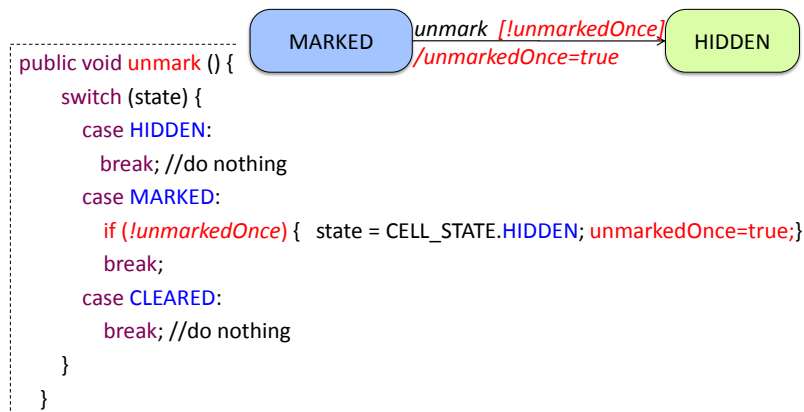 MARKED
unmark [!unmarkedOnce]
/unmarkedOnce=true
HIDDEN
public void unmark () {
switch (state) {
case HIDDEN:
break; //do nothing
case MARKED:
if (!unmarkedOnce) { state = CELL_STATE.HIDDEN; unmarkedOnce=true;}
break;
case CLEARED:
break; //do nothing
}
}